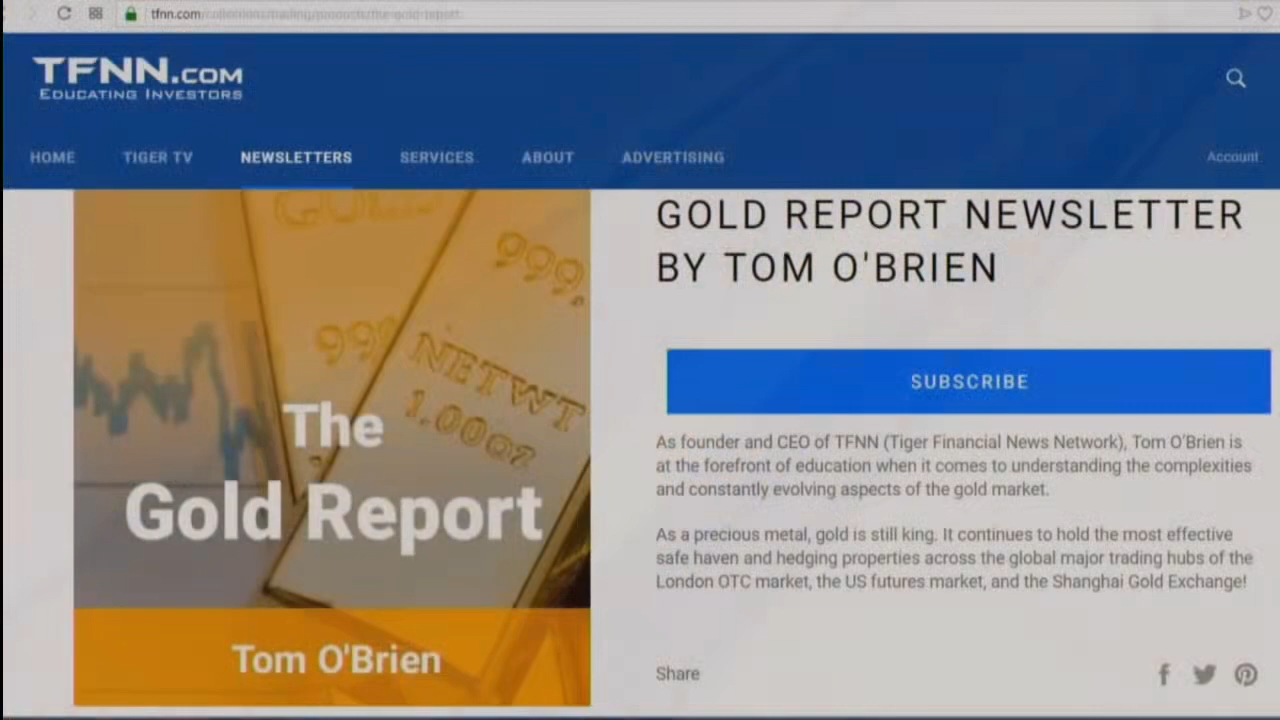 tfnn.com
TFNN.COM
EDUCATING INVESTORS
HOME TIGER TV NEWSLETTERS SERVICES ABOUT ADVERTISING Account
GOLD
999.
NETWT
1.00OZ
The
Gold Report
Tom O'Brien
GOLD REPORT NEWSLETTER
BY TOM O'BRIEN
SUBSCRIBE
As founder and CEO of TFNN (Tiger Financial News Network), Tom O'Brien is
at the forefront of education when it comes to understanding the complexities
and constantly evolving aspects of the gold market.
As a precious metal, gold is still king. It continues to hold the most effective
safe haven and hedging properties across the global major trading hubs of the
London OTC market, the US futures market, and the Shanghai Gold Exchange!
Share